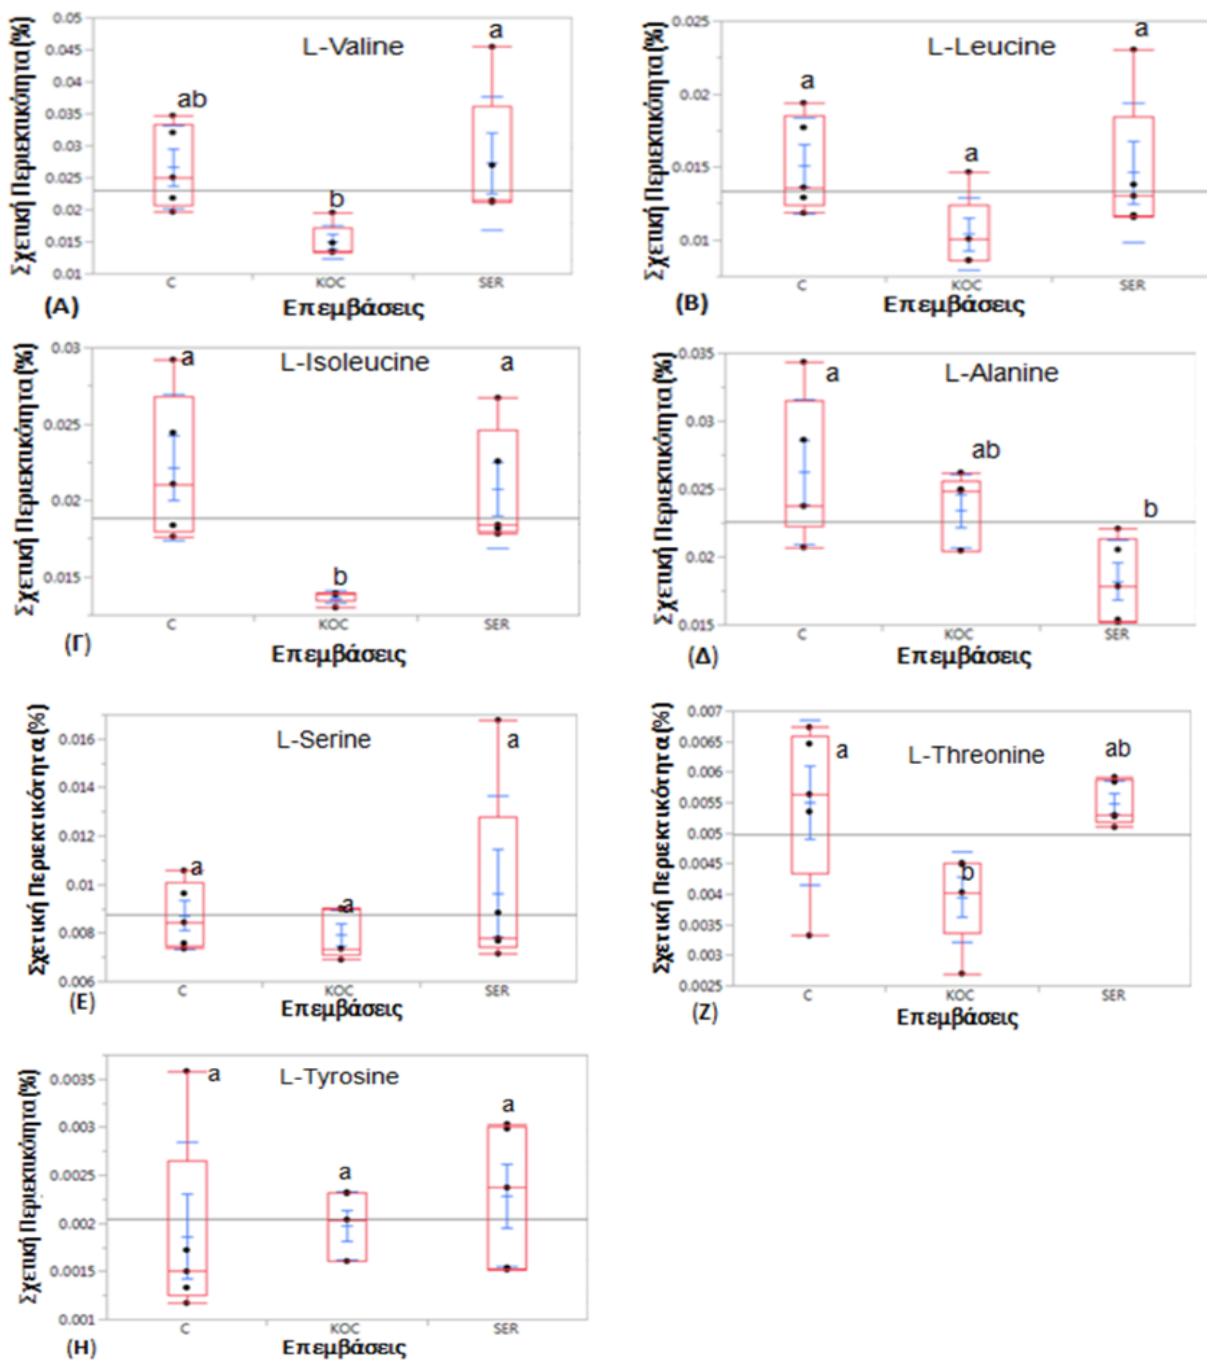 Σχετική Περιεκτικότητα (%)
L-Valine
0.05
0.045
0.04
0.035
0.03
0.025
0.02
0.015
0.01
ab
b
a
C KOC SER
(Α) Επεμβάσεις
Σχετική Περιεκτικότητα (%)
L-Leucine
0.025
0.02
0.015
0.01
a
a
a
C KOC SER
(Β) Επεμβάσεις
Σχετική Περιεκτικότητα (%)
L-Isoleucine
0.03
0.025
0.02
0.015
a
b
a
C KOC SER
(Γ) Επεμβάσεις
Σχετική Περιεκτικότητα (%)
L-Alanine
0.035
0.03
0.025
0.02
0.015
a
ab
b
C KOC SER
(Δ) Επεμβάσεις
Σχετική Περιεκτικότητα (%)
L-Serine
0.016
0.014
0.012
0.01
0.008
0.006
a
a
a
C KOC SER
(Ε) Επεμβάσεις
Σχετική Περιεκτικότητα (%)
L-Threonine
0.007
0.0065
0.006
0.0055
0.005
0.0045
0.004
0.0035
0.003
0.0025
a
b
ab
C KOC SER
(Ζ) Επεμβάσεις
Σχετική Περιεκτικότητα (%)
L-Tyrosine
0.0035
0.003
0.0025
0.002
0.0015
0.001
a
a
a
C KOC SER
(Η) Επεμβάσεις